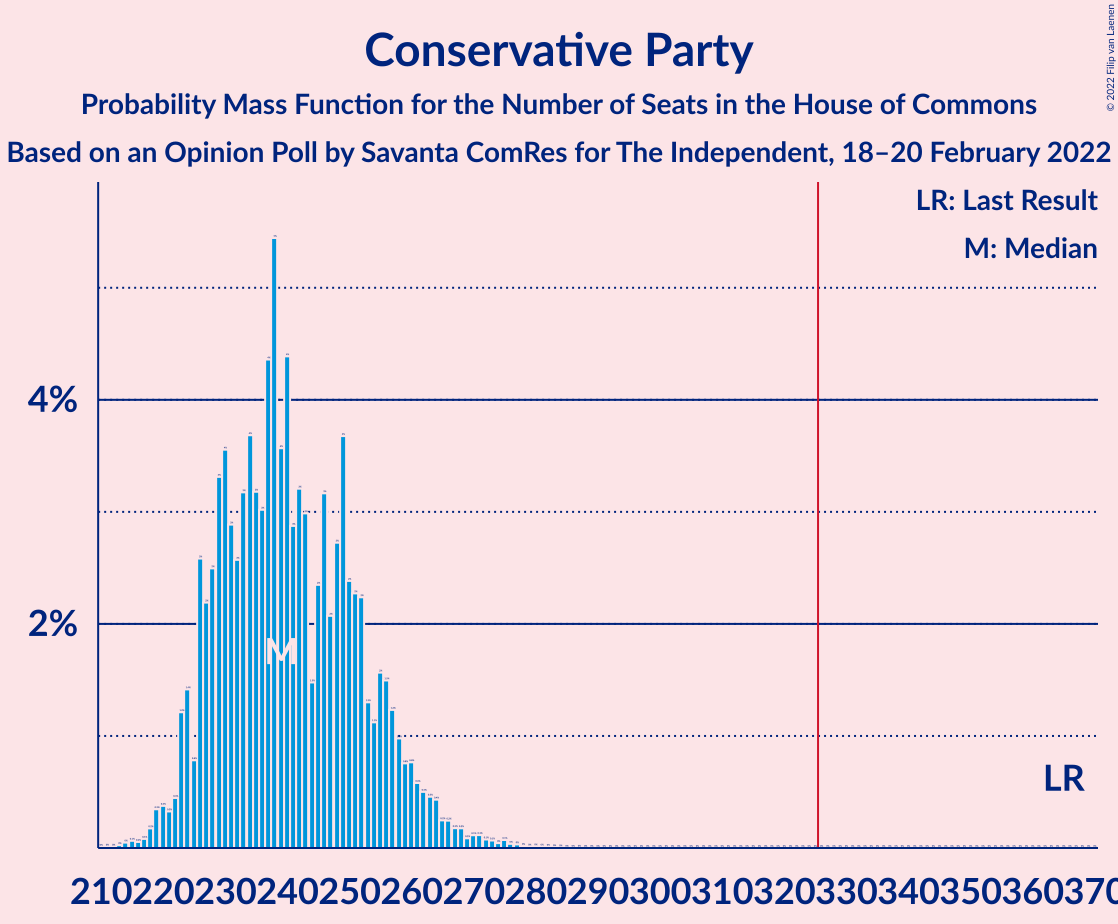 Conservative Party
Probability Mass Function for the Number of Seats in the House of Commons
Based on an Opinion Poll by Savanta ComRes for The Independent, 18–20 February 2022
© 2022 Filip van Laenen
LR: Last Result
M: Median
4%
2%
M
LR
210220230240250260270280290300310320330340350360370